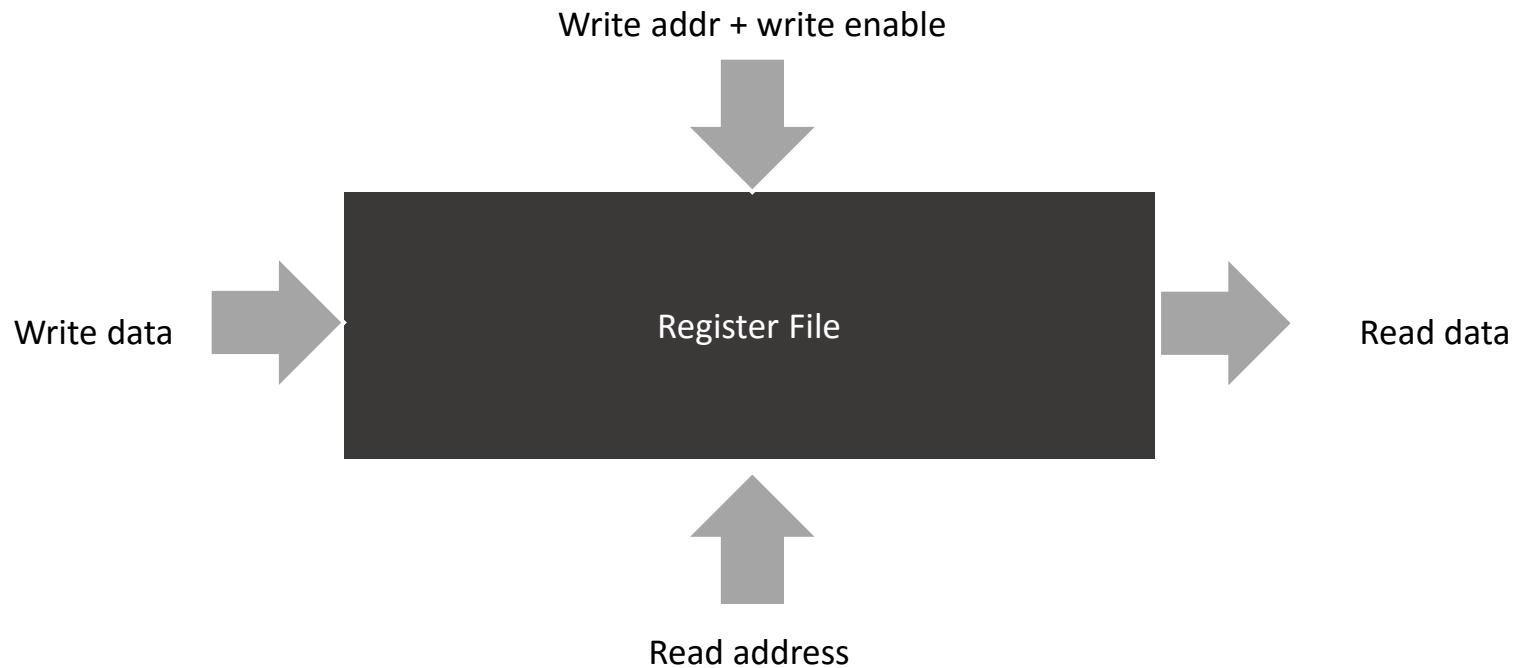 Write addr + write enable
Write data
Register File
Read data
Read address